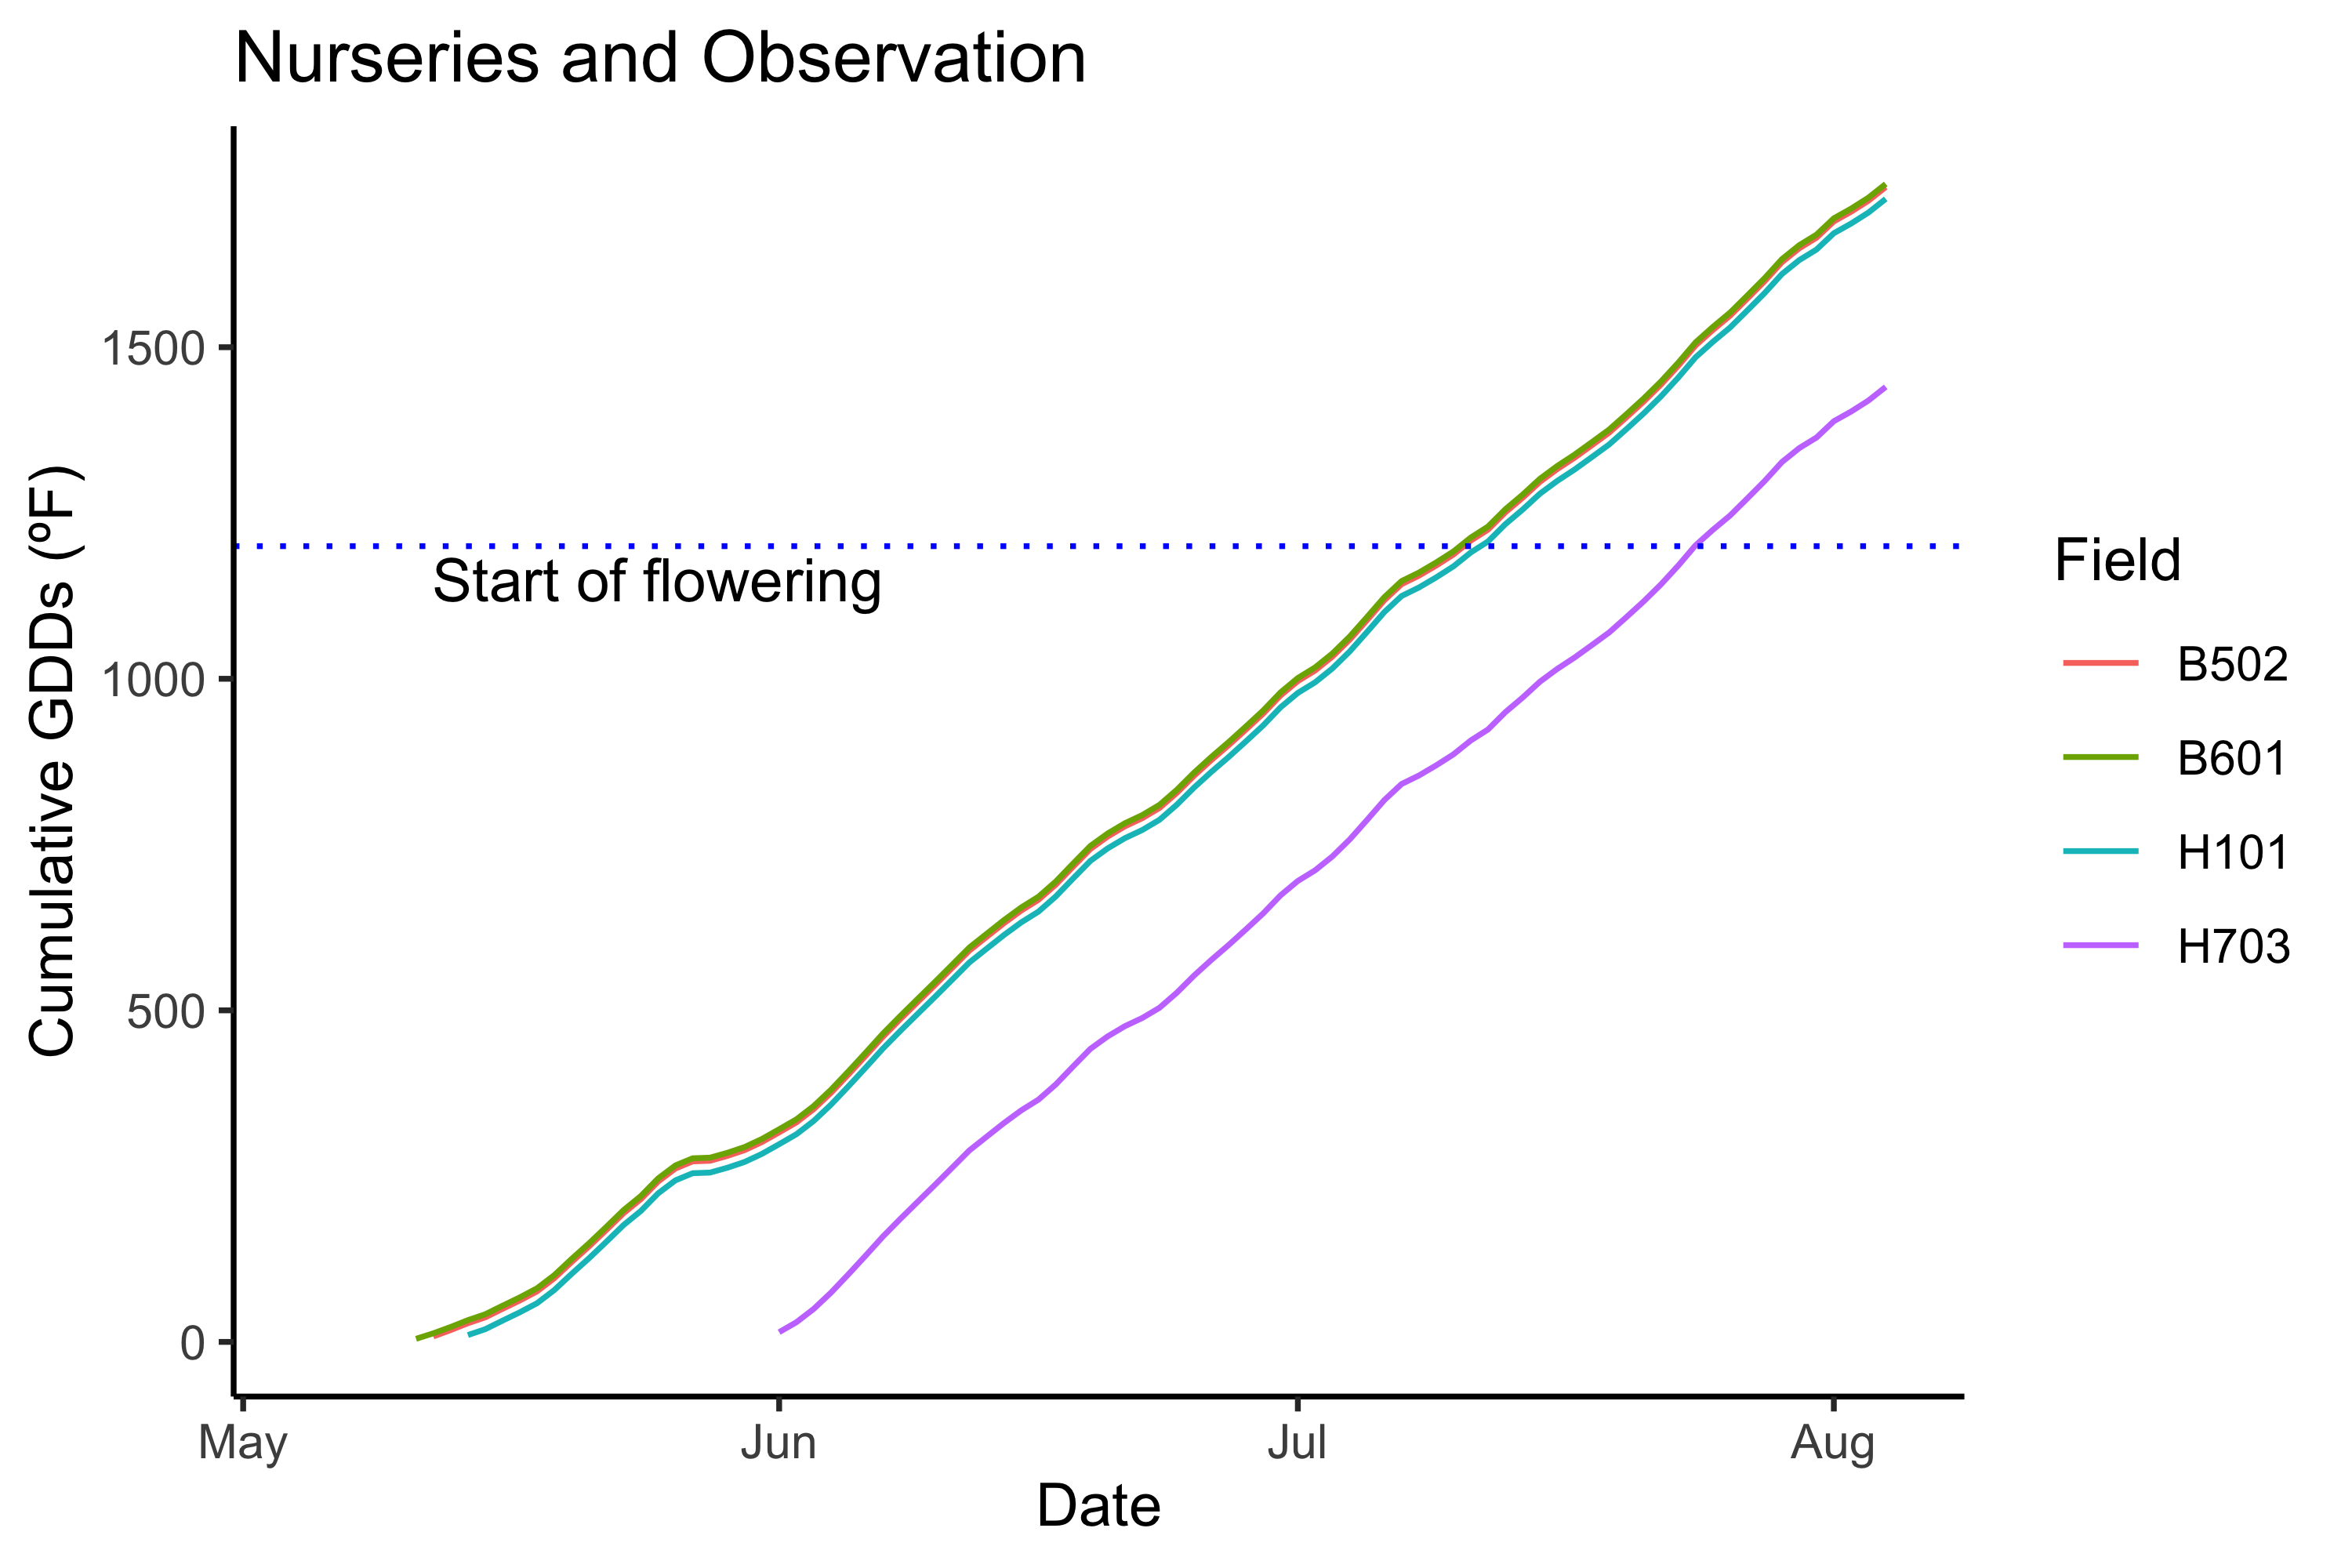 Nurseries and Observation
Cumulative GDDs (ºF)
1500
1000
500
0
Start of flowering
May
Jun
Jul
Aug
Date
Field
B502
B601
H101
H703